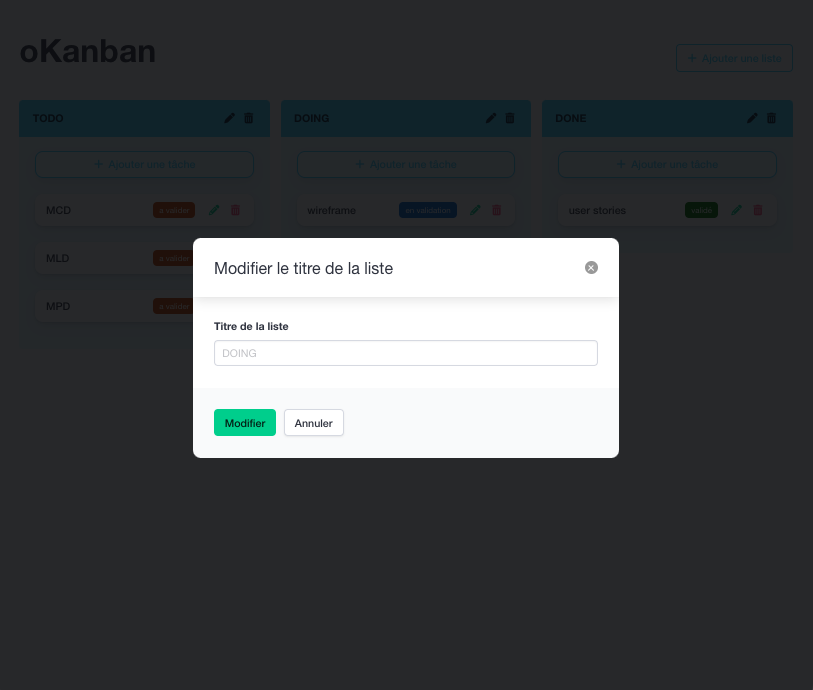 oKanban
+ Ajouter une liste
TODO
DOING
DONE
+ Ajouter une tâche
+ Ajouter une tâche
+ Ajouter une tâche
MCD
à valider
wireframe
en validation
user stories
validé
MLD
à valider
MPD
à valider
Modifier le titre de la liste
Titre de la liste
DOING
Modifier
Annuler